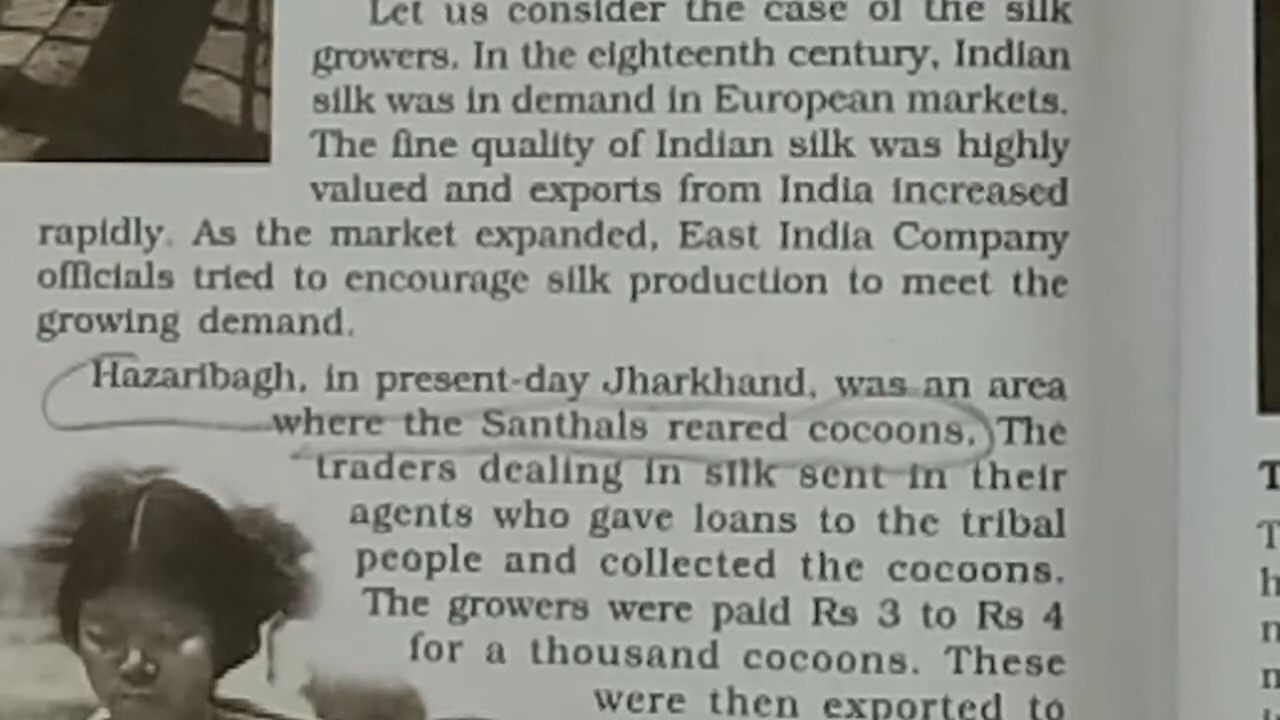 Let us consider the case of the silk
growers. In the eighteenth century, Indian
silk was in demand in European markets.
The fine quality of Indian silk was highly
valued and exports from India increased
rapidly. As the market expanded, East India Company
officials tried to encourage silk production to meet the
growing demand.
Hazaribagh, in present-day Jharkhand, was an area
where the Santhals reared cocoons. The
traders dealing in silk sent in their
agents who gave loans to the tribal
people and collected the cocoons.
The growers were paid Rs 3 to Rs 4
for a thousand cocoons. These
were then exported to